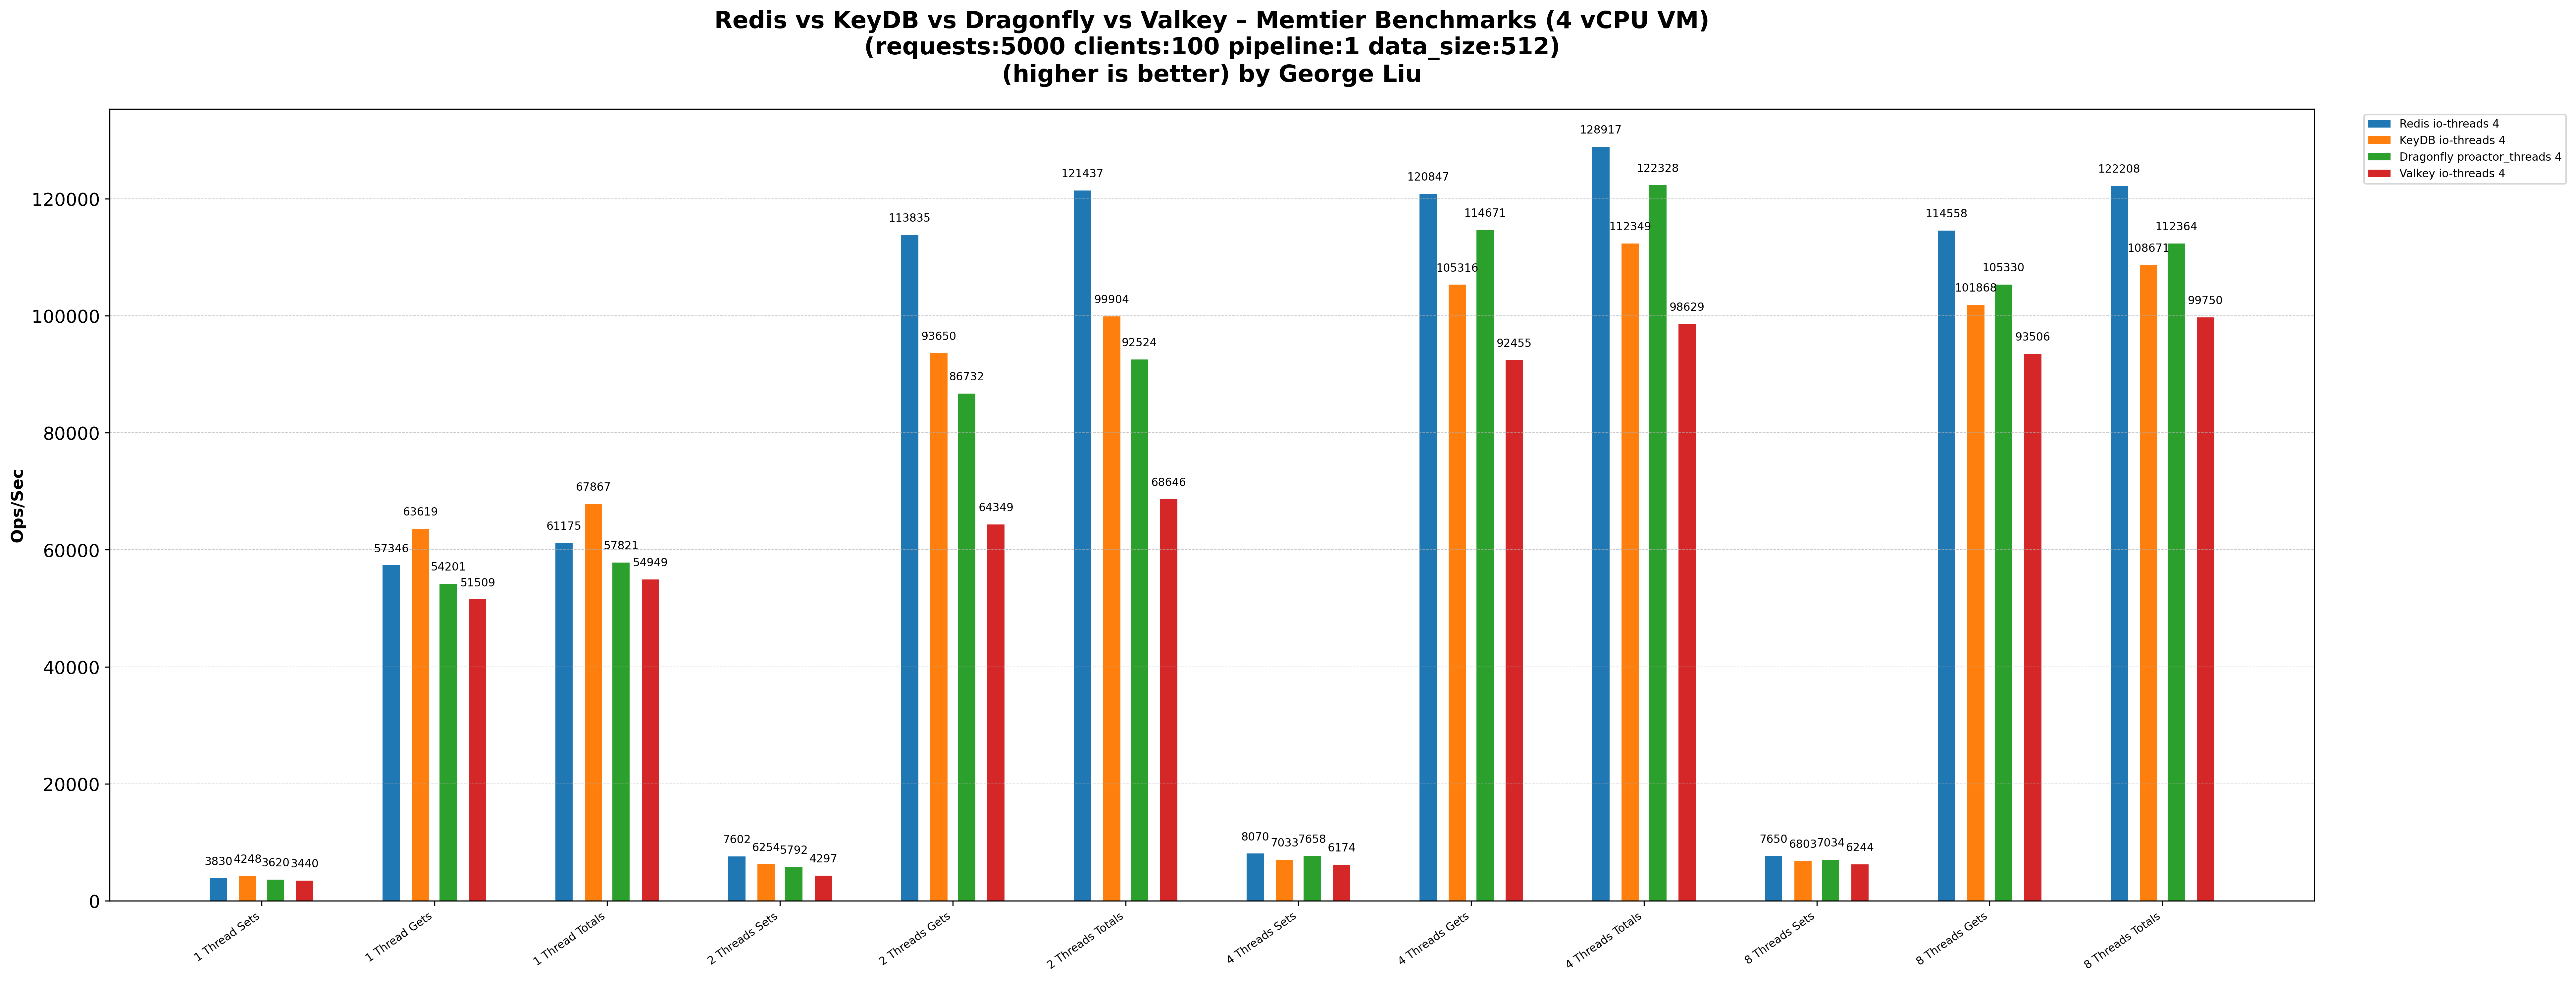 Redis vs KeyDB vs Dragonfly vs Valkey – Memtier Benchmarks (4 vCPU VM)
(requests:5000 clients:100 pipeline:1 data_size:512)
(higher is better) by George Liu
Redis io-threads 4
KeyDB io-threads 4
Dragonfly proactor_threads 4
Valkey io-threads 4
Ops/Sec
120000
100000
80000
60000
40000
20000
0
3830 4248 3620 3440
57346 63619 54201 51509
61175 67867 57821 54949
7602 6254 5792 4297
113835 93650 86732 64349
121437 99904 92524 68646
8070 7033 7658 6174
120847 105316 114671 92455
128917 112349 122328 98629
7650 6803 7034 6244
114558 101868 105330 93506
122208 108671 112364 99750
1 Thread Sets
1 Thread Gets
1 Thread Totals
2 Threads Sets
2 Threads Gets
2 Threads Totals
4 Threads Sets
4 Threads Gets
4 Threads Totals
8 Threads Sets
8 Threads Gets
8 Threads Totals